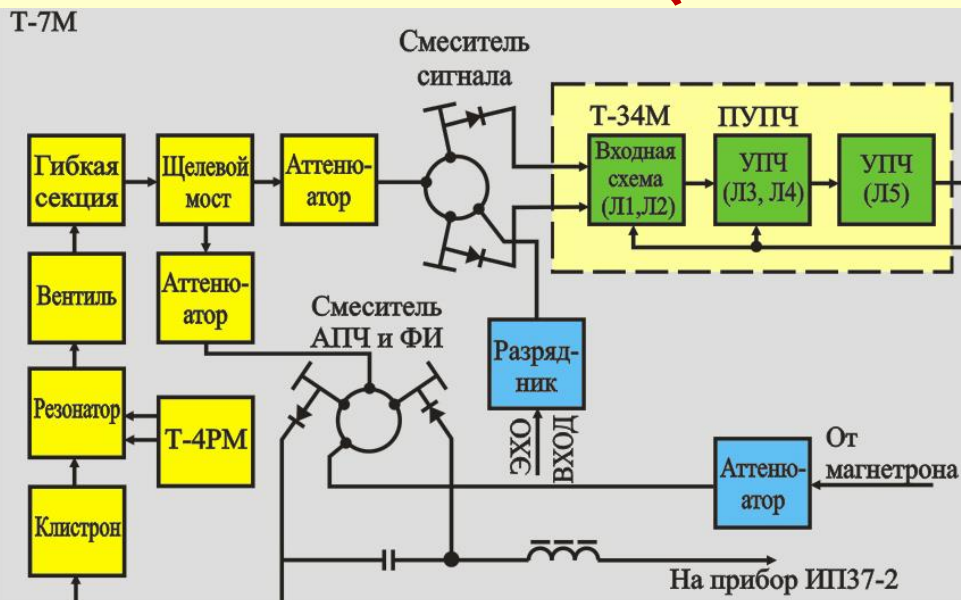 Т-7М
Смеситель
сигнала
Т-34М
ПУПЧ
Гибкая
секция
Щелевой
мост
Аттеню-
атор
Входная
схема
(Л1,Л2)
УПЧ
(Л3, Л4)
УПЧ
(Л5)
Вентиль
Аттеню-
атор
Смеситель
АПЧ и ФИ
Разряд-
ник
Резонатор
Т-4РМ
ЭХО
ВХОД
Аттеню-
атор
От
магнетрона
Клистрон
На прибор ИП37-2